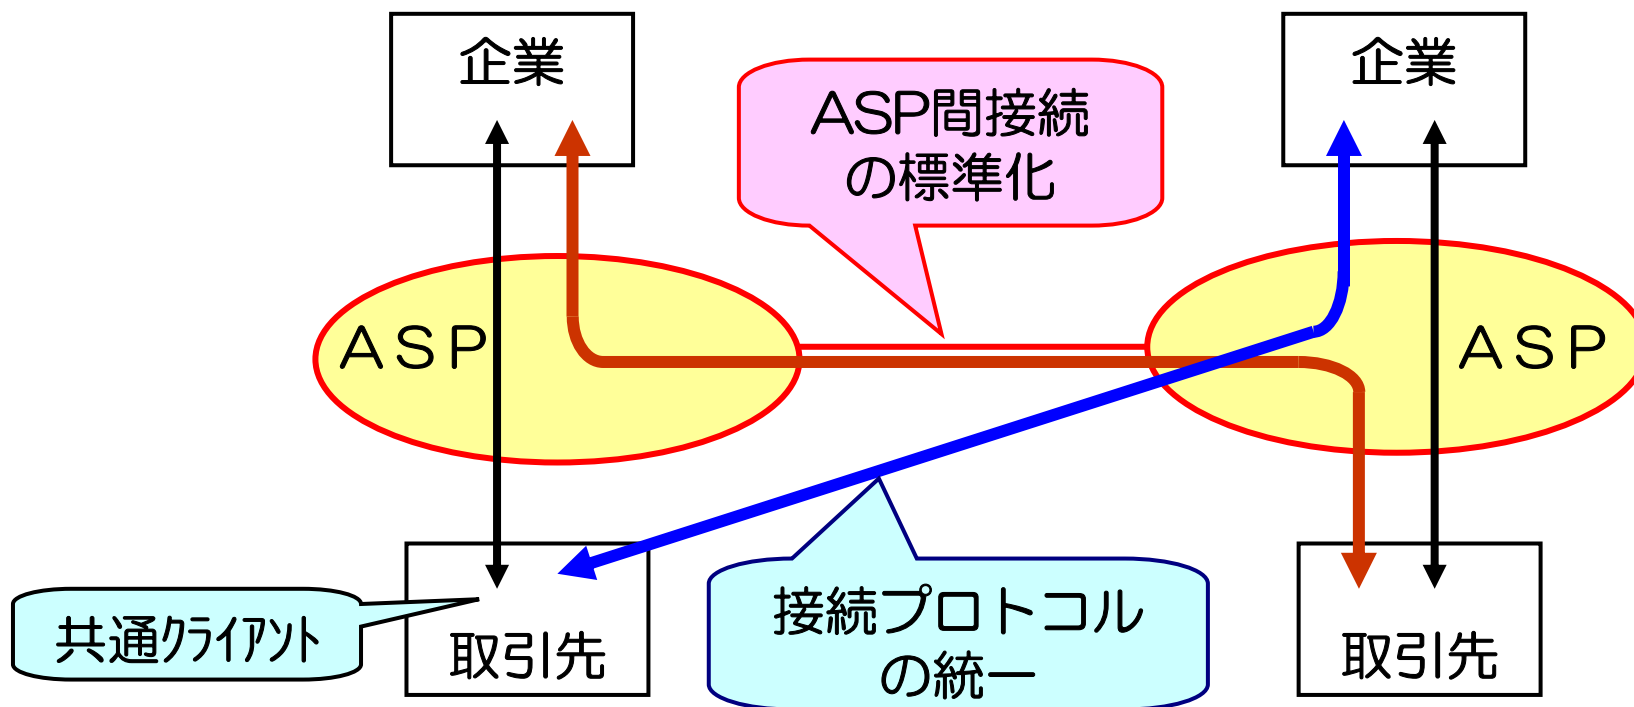 企業
企業
ASP間接続
の標準化
ASP
ASP
接続プロトコル
の統一
共通クライアント
取引先
取引先